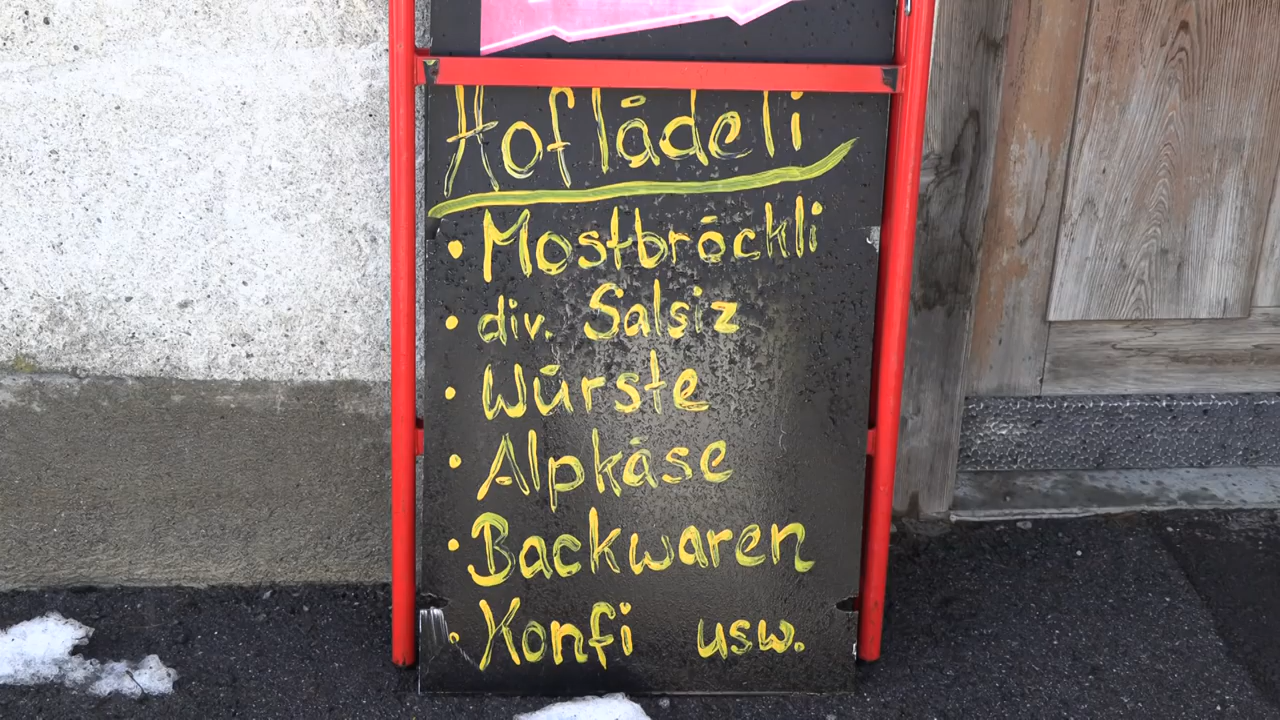 Hoflädeli
• Mostbröckli
• div. Salsiz
• Würste
• Alpkäse
• Backwaren
• Konfi usw.